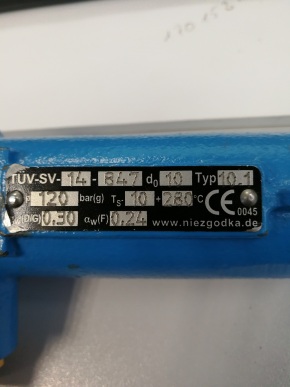 TÜV-SV- 14 - 847 d₀ 10 Typ 10.1
p 120 bar(g) Tₛ- 10 + 280 °C CE 0045
(D/G) 0.30 α𝓌(F) 0.24 www.niezgodka.de